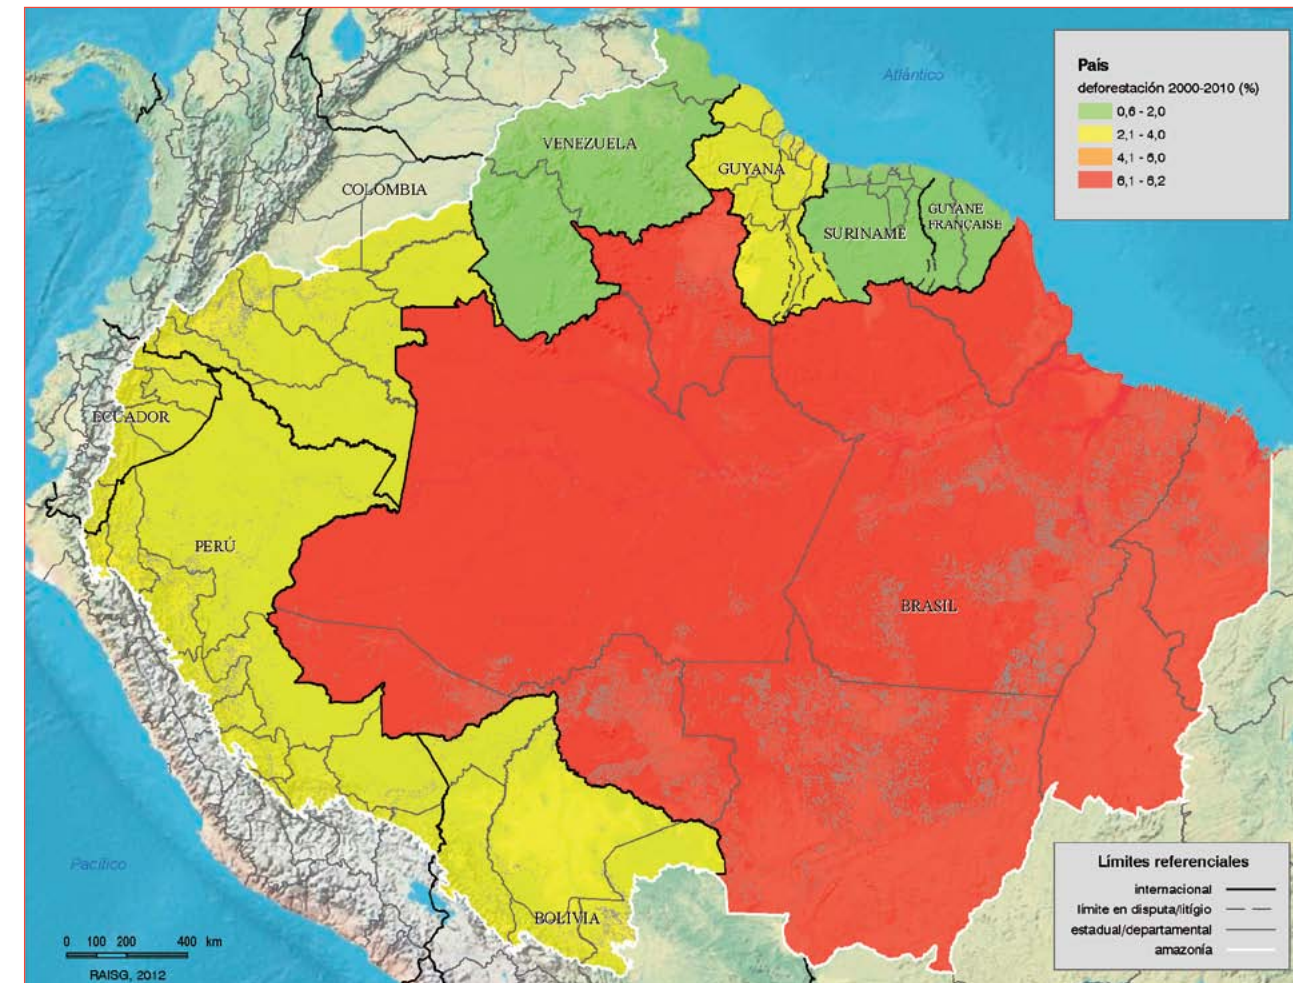 Atlántico
País
deforestación 2000-2010 (%)
0,6 - 2,0
2,1 - 4,0
4,1 - 6,0
6,1 - 6,2
VENEZUELA
GUYANA
COLOMBIA
GUYANE
FRANÇAISE
SURINAME
ECUADOR
PERÚ
BRASIL
Pacífico
BOLIVIA
0 100 200 400 km
RAISG, 2012
Límites referenciales
internacional
límite en disputa/litígio
estadual/departamental
amazonía